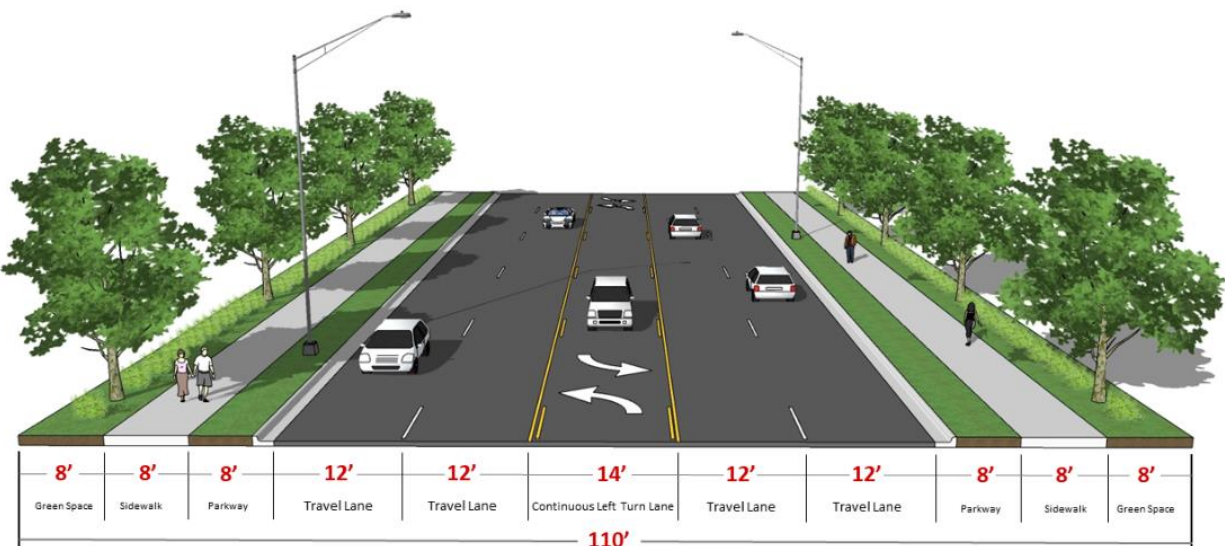 8' 8' 8' 12' 12' 14' 12' 12' 8' 8' 8'
Green Space Sidewalk Parkway Travel Lane Travel Lane Continuous Left Turn Lane Travel Lane Travel Lane Parkway Sidewalk Green Space
110'